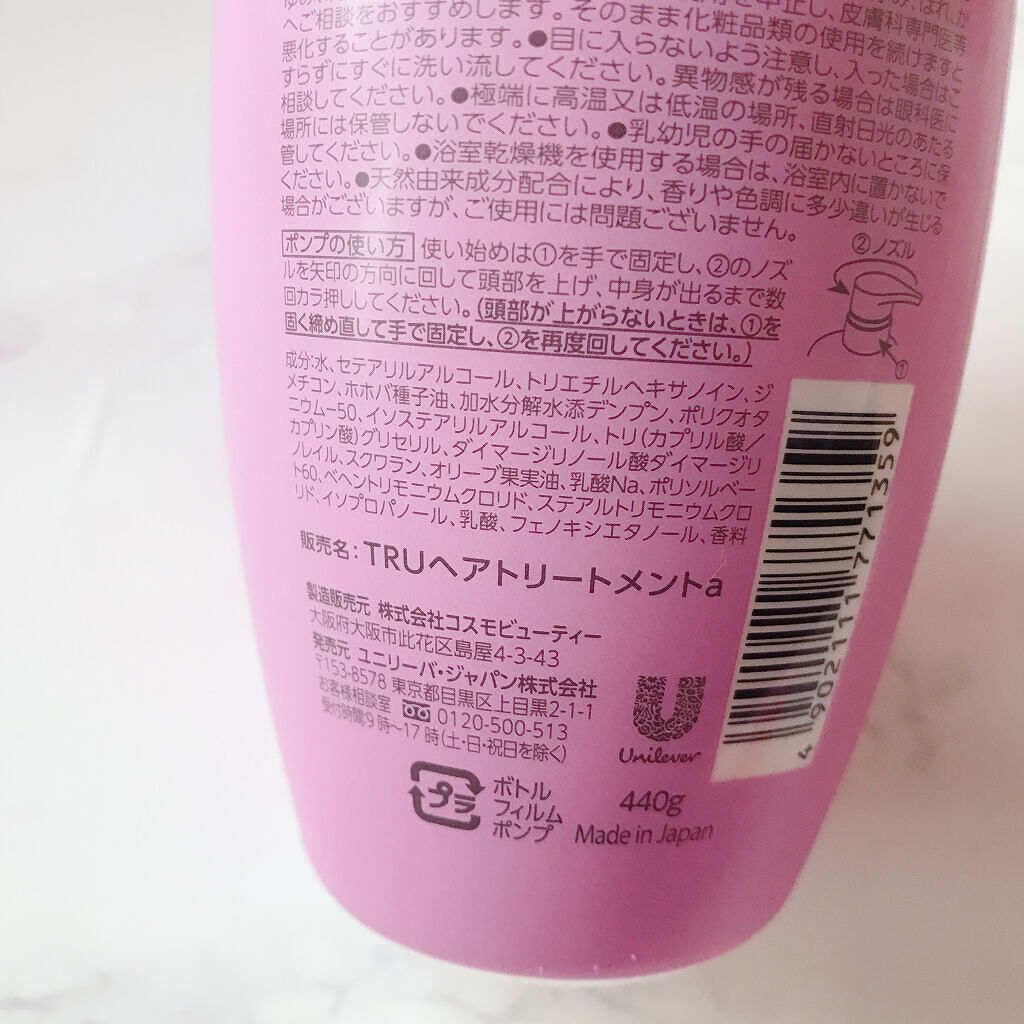 へご相談をおすすめします。そのまま化粧品類の使用を続けますと
悪化することがあります。●目に入らないよう注意し、入った場合はこ
すらずにすぐに洗い流してください。異物感が残る場合は眼科医に
相談してください。●極端に高温又は低温の場所、直射日光のあたる
場所には保管しないでください。●乳幼児の手の届かないところに保
管してください。●浴室乾燥機を使用する場合は、浴室内に置かないで
ください。●天然由来成分配合により、香りや色調に多少違いが生じる
場合がございますが、ご使用には問題ございません。
ポンプの使い方 使い始めは①を手で固定し、②のノズ
ルを矢印の方向に回して頭部を上げ、中身が出るまで数
回カラ押ししてください。(頭部が上がらないときは、①を
固く締め直して手で固定し、②を再度回してください。)
②ノズル
①
成分:水、セテアリルアルコール、トリエチルヘキサノイン、ジ
メチコン、ホホバ種子油、加水分解水添デンプン、ポリクオタ
ニウム-50、イソステアリルアルコール、トリ(カプリル酸/
カプリン酸)グリセリル、ダイマージリノール酸ダイマージリ
ノレイル、スクワラン、オリーブ果実油、乳酸Na、ポリソルベー
ト60、ベヘントリモニウムクロリド、ステアルトリモニウムクロ
リド、イソプロパノール、乳酸、フェノキシエタノール、香料
販売名:TRUヘアトリートメントa
製造販売元 株式会社コスモビューティー
大阪府大阪市此花区島屋4-3-43
発売元 ユニリーバ・ジャパン株式会社
〒153-8578 東京都目黒区上目黒2-1-1
お客様相談室 0120-500-513
受付時間:9時〜17時(土・日・祝日を除く)
Unilever
4 902111 771359
プラ
ボトル
フィルム
ポンプ
440g
Made in Japan